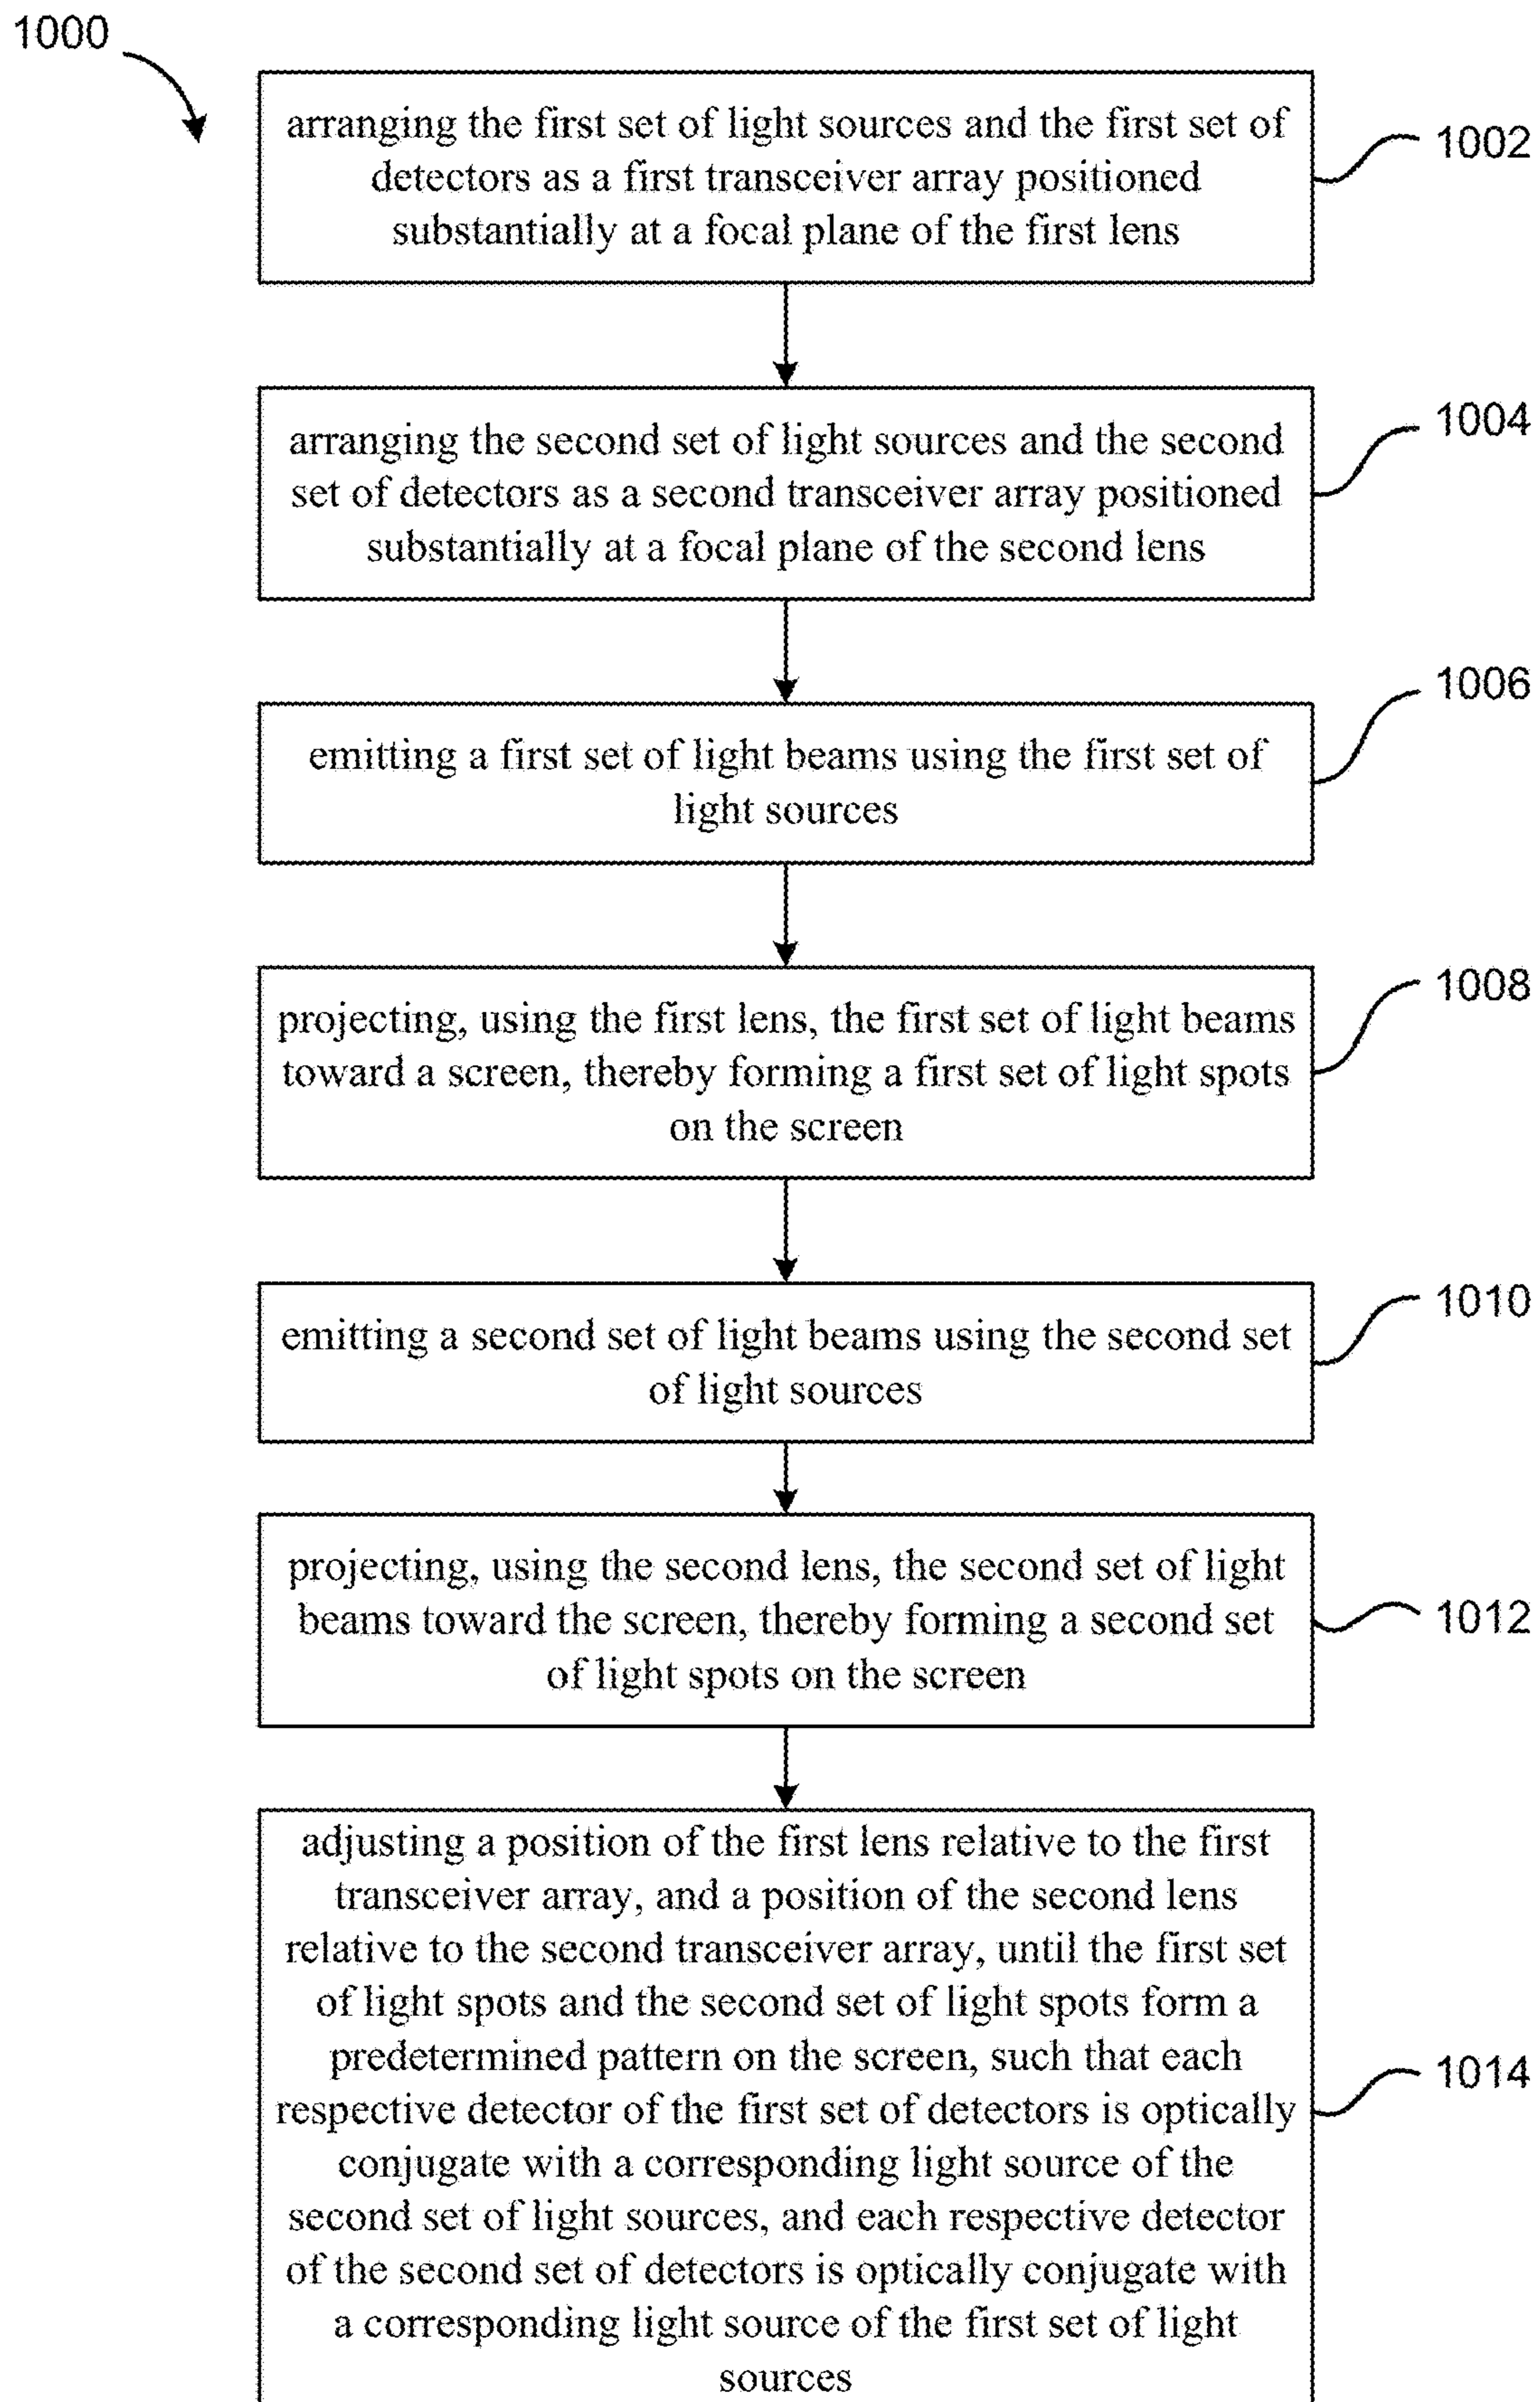 1000
arranging the first set of light sources and the first set of
detectors as a first transceiver array positioned
substantially at a focal plane of the first lens
1002
arranging the second set of light sources and the second
set of detectors as a second transceiver array positioned
substantially at a focal plane of the second lens
1004
emitting a first set of light beams using the first set of
light sources
1006
projecting, using the first lens, the first set of light beams
toward a screen, thereby forming a first set of light spots
on the screen
1008
emitting a second set of light beams using the second set
of light sources
1010
projecting, using the second lens, the second set of light
beams toward the screen, thereby forming a second set
of light spots on the screen
1012
adjusting a position of the first lens relative to the first
transceiver array, and a position of the second lens
relative to the second transceiver array, until the first set
of light spots and the second set of light spots form a
predetermined pattern on the screen, such that each
respective detector of the first set of detectors is optically
conjugate with a corresponding light source of the
second set of light sources, and each respective detector
of the second set of detectors is optically conjugate with
a corresponding light source of the first set of light
sources
1014